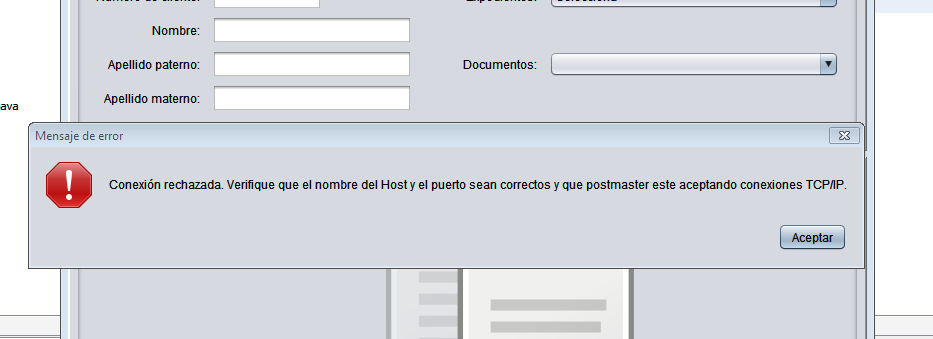 Nombre:
Apellido paterno:
Documentos:
Apellido materno:
ava
Mensaje de error
Conexión rechazada. Verifique que el nombre del Host y el puerto sean correctos y que postmaster este aceptando conexiones TCP/IP.
Aceptar